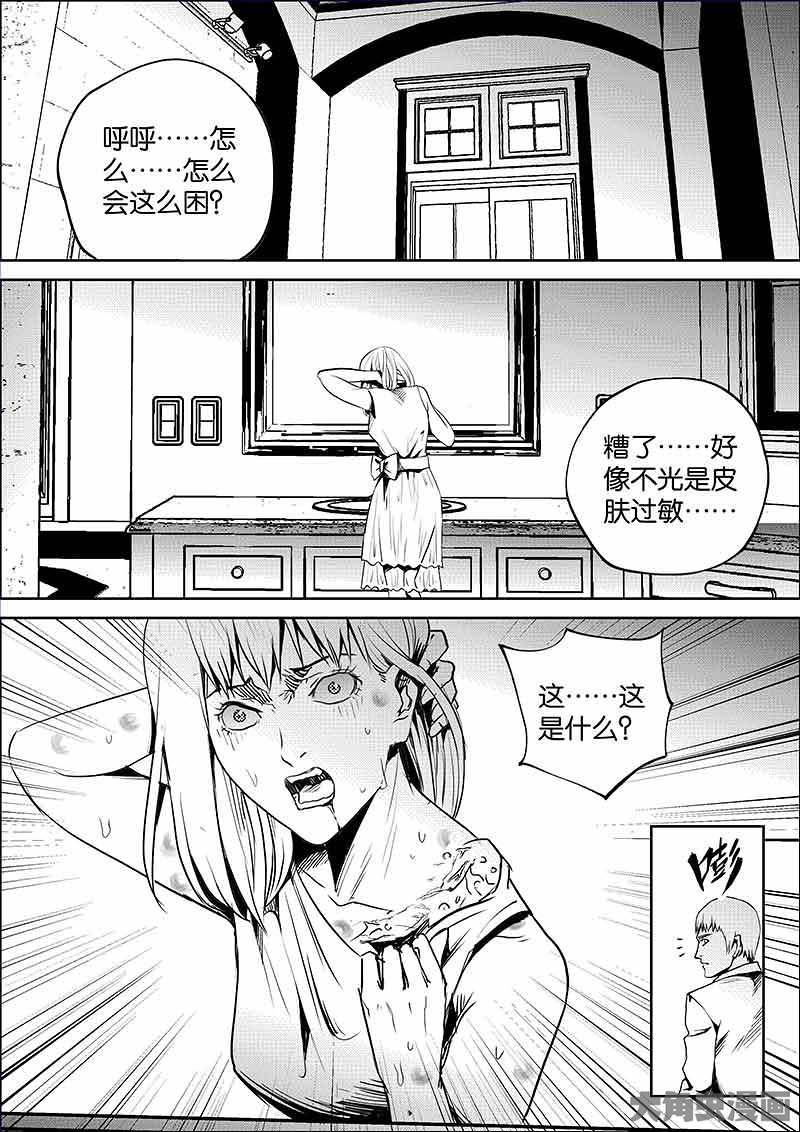 呼呼……怎
么……怎么
会这么困？
糟了……好
像不光是皮
肤过敏……
这……这
是什么？
嘭
大角虫漫画